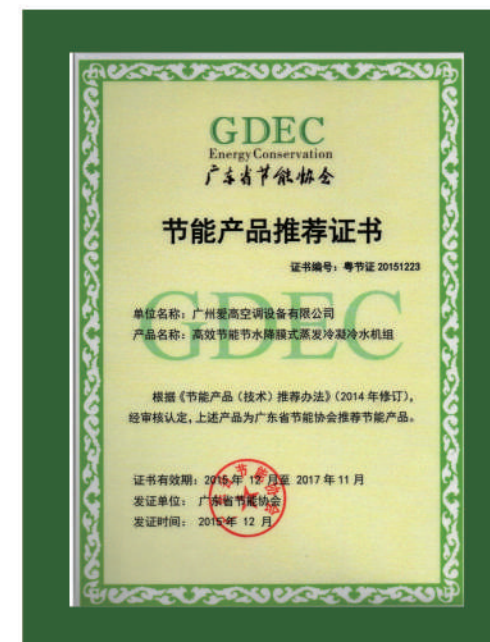 GDEC
Energy Conservation
广东省节能协会
节能产品推荐证书
证书编号：粤节证 20151223
GDEC
单位名称：广州爱高空调设备有限公司
产品名称：高效节能节水降膜式蒸发冷凝冷水机组
根据《节能产品（技术）推荐办法》（2014 年修订），
经审核认定，上述产品为广东省节能协会推荐节能产品。
证书有效期：2015 年 12 月至 2017 年 11 月
发证单位：广东省节能协会
发证时间：2015 年 12 月
广东省节能协会